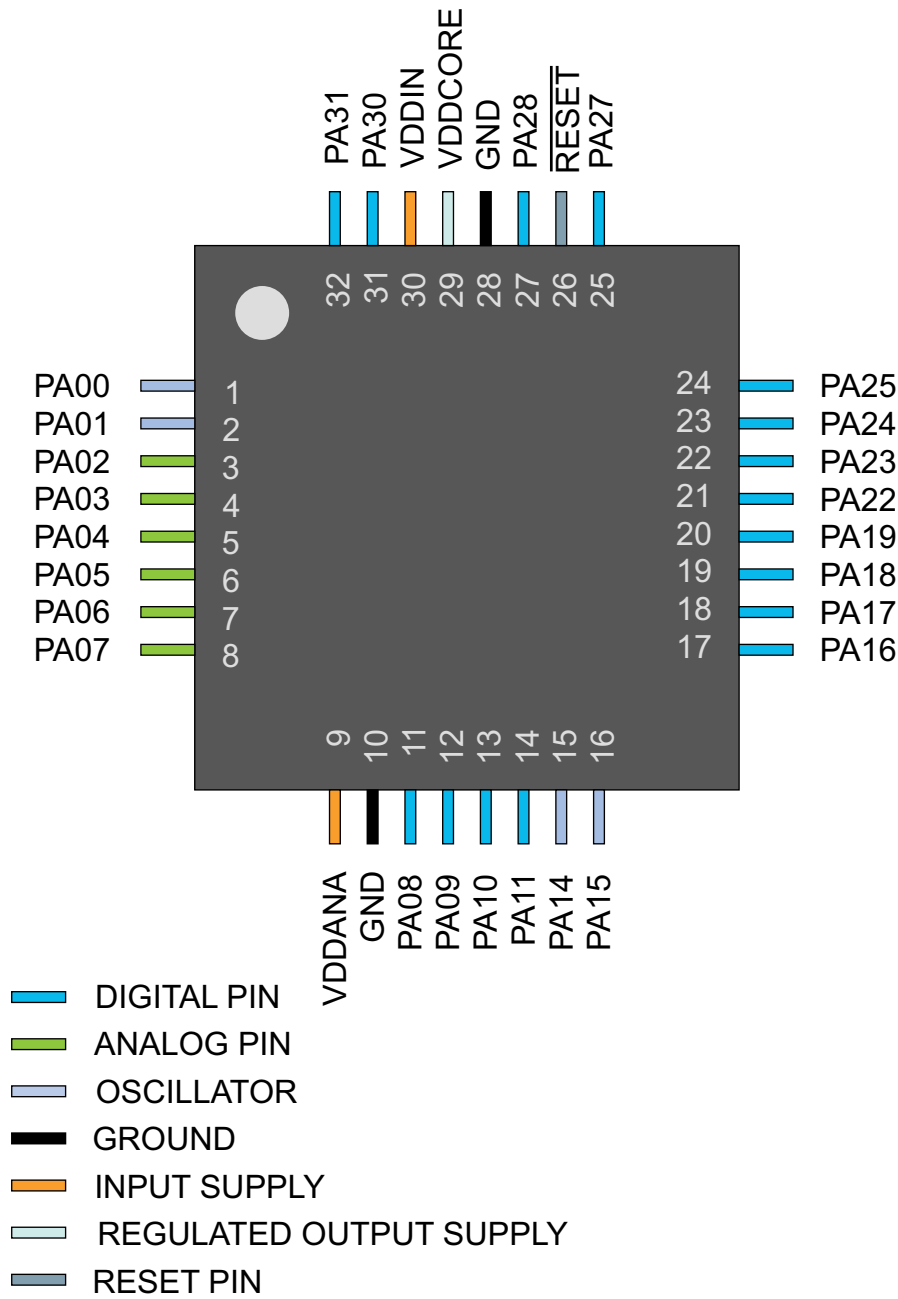 PA31
PA30
VDDIN
VDDCORE
GND
PA28
RESET
PA27
32
31
30
29
28
27
26
25
PA00 1
PA01 2
PA02 3
PA03 4
PA04 5
PA05 6
PA06 7
PA07 8
24 PA25
23 PA24
22 PA23
21 PA22
20 PA19
19 PA18
18 PA17
17 PA16
9
10
11
12
13
14
15
16
VDDANA
GND
PA08
PA09
PA10
PA11
PA14
PA15
DIGITAL PIN
ANALOG PIN
OSCILLATOR
GROUND
INPUT SUPPLY
REGULATED OUTPUT SUPPLY
RESET PIN